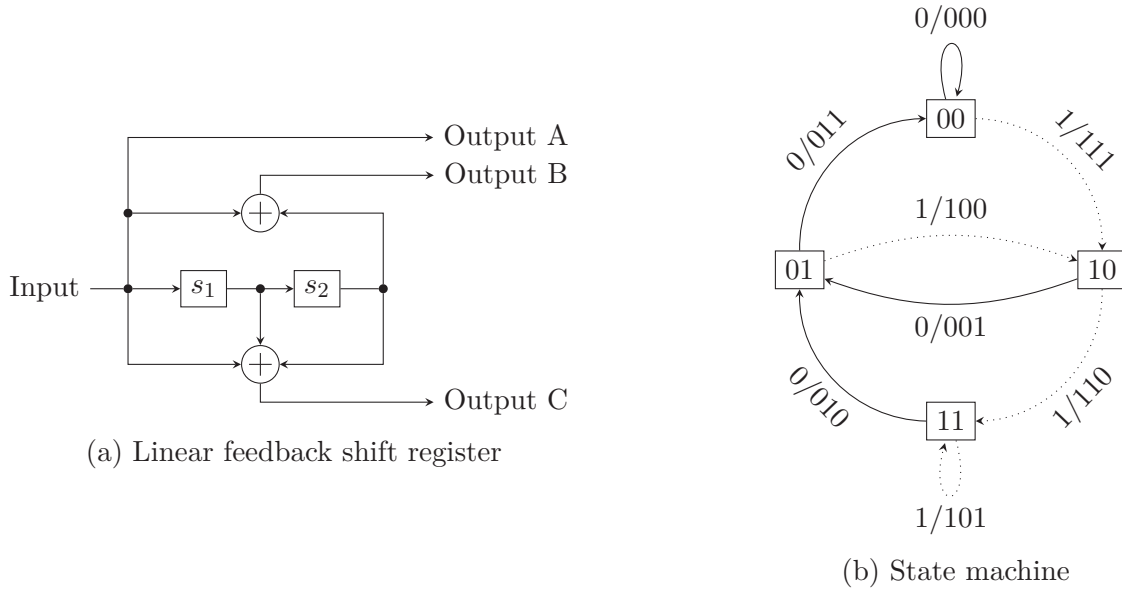 Output A
Output B
Input
s1
s2
Output C
(a) Linear feedback shift register
0/000
00
0/011
1/111
1/100
01
10
0/001
0/010
1/110
11
1/101
(b) State machine